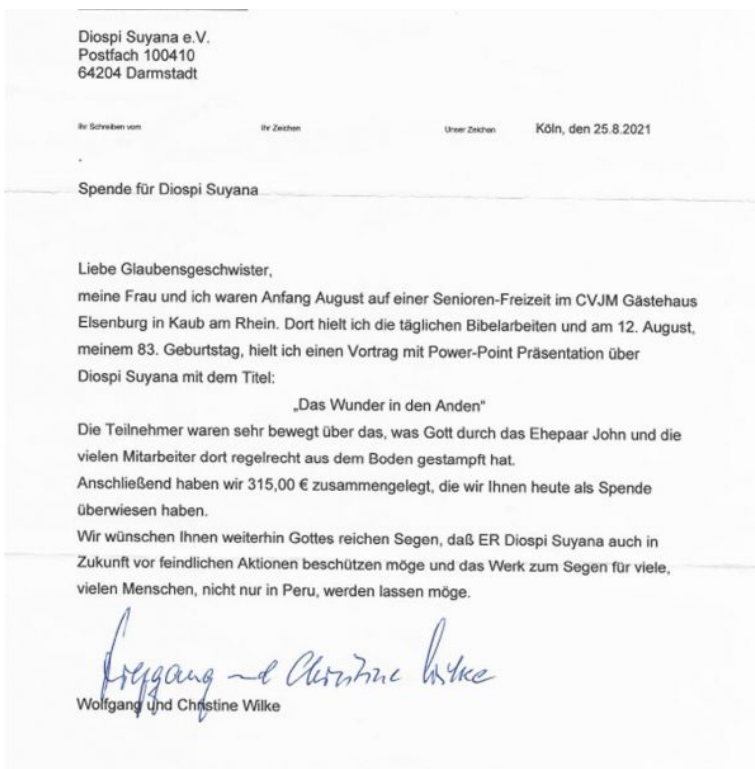 Diospi Suyana e.V.
Postfach 100410
64204 Darmstadt
Ihr Schreiben vom Ihr Zeichen Unser Zeichen Köln, den 25.8.2021
.
Spende für Diospi Suyana
Liebe Glaubensgeschwister,
meine Frau und ich waren Anfang August auf einer Senioren-Freizeit im CVJM Gästehaus
Elsenburg in Kaub am Rhein. Dort hielt ich die täglichen Bibelarbeiten und am 12. August,
meinem 83. Geburtstag, hielt ich einen Vortrag mit Power-Point Präsentation über
Diospi Suyana mit dem Titel:
„Das Wunder in den Anden“
Die Teilnehmer waren sehr bewegt über das, was Gott durch das Ehepaar John und die
vielen Mitarbeiter dort regelrecht aus dem Boden gestampft hat.
Anschließend haben wir 315,00 € zusammengelegt, die wir Ihnen heute als Spende
überwiesen haben.
Wir wünschen Ihnen weiterhin Gottes reichen Segen, daß ER Diospi Suyana auch in
Zukunft vor feindlichen Aktionen beschützen möge und das Werk zum Segen für viele,
vielen Menschen, nicht nur in Peru, werden lassen möge.
Wolfgang und Christine Wilke
Wolfgang und Christine Wilke